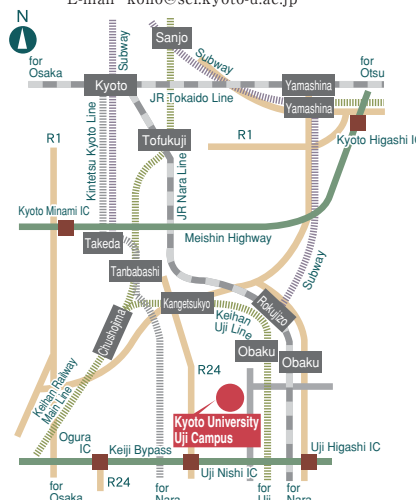 E-mail kono@sci.kyoto-u.ac.jp
N
Sanjo
Subway
Subway
for
Osaka
Kyoto
Yamashina
for
Otsu
JR Tokaido Line
Yamashina
R1
Tofukuji
R1
Kyoto Higashi IC
Kintetsu Kyoto Line
JR Nara Line
Kyoto Minami IC
Takeda
Meishin Highway
Tanbabashi
Subway
Kangetsukyo
Rokujizo
Chushojima
Keihan
Uji Line
Obaku
Obaku
Keihan Railway
Main Line
R24
Kyoto University
Uji Campus
Ogura
IC
Keiji Bypass
Uji Higashi IC
Uji Nishi IC
R24
for
Osaka
for
Nara
for
Uji
for
Nara